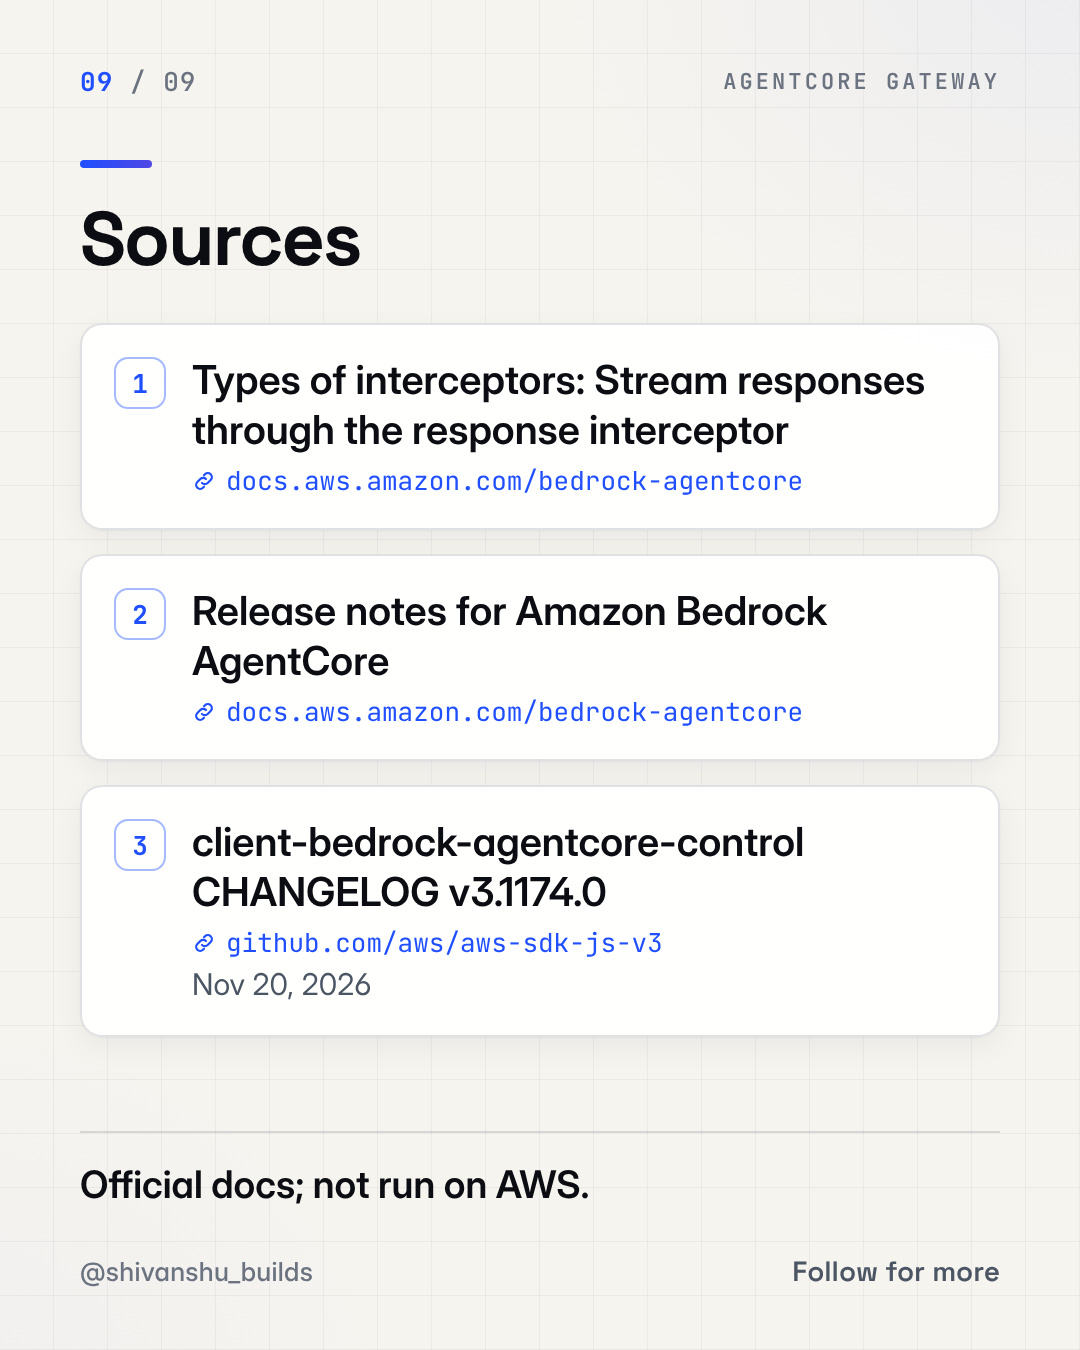 09 / 09
AGENTCORE GATEWAY
Sources
1
Types of interceptors: Stream responses
through the response interceptor
docs.aws.amazon.com/bedrock-agentcore
2
Release notes for Amazon Bedrock
AgentCore
docs.aws.amazon.com/bedrock-agentcore
3
client-bedrock-agentcore-control
CHANGELOG v3.1174.0
github.com/aws/aws-sdk-js-v3
Nov 20, 2026
Official docs; not run on AWS.
@shivanshu_builds
Follow for more